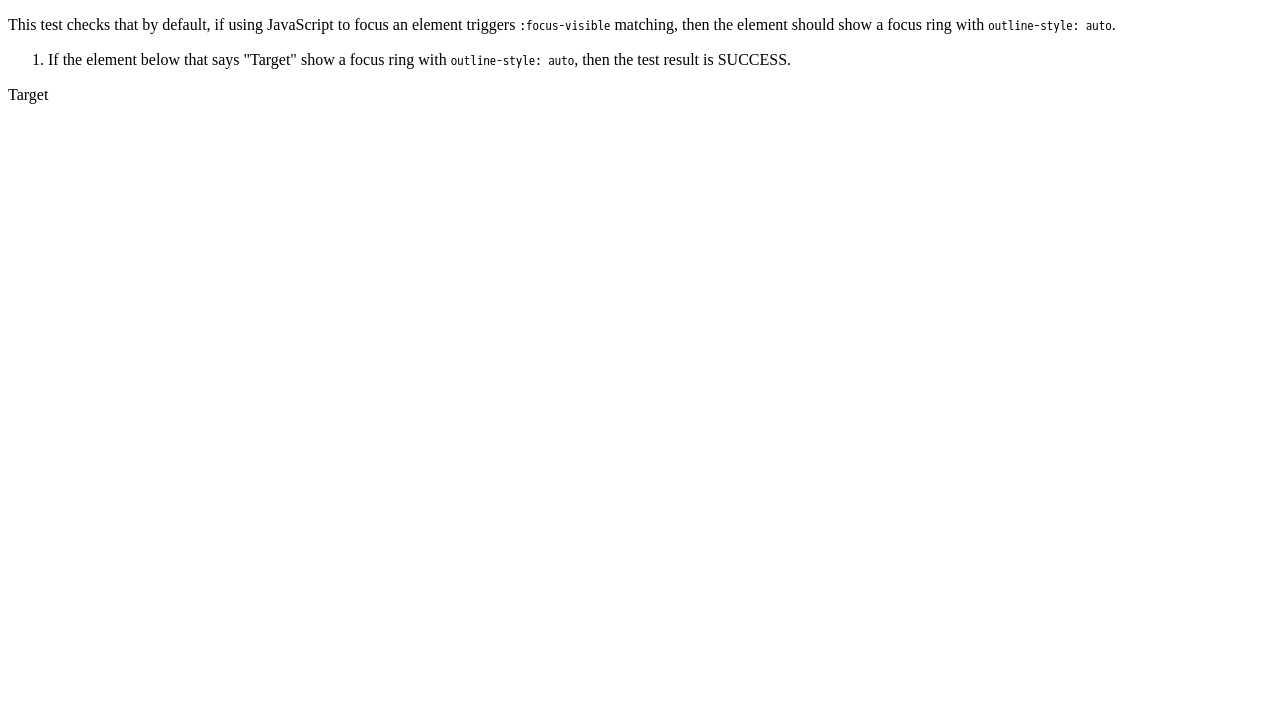 This test checks that by default, if using JavaScript to focus an element triggers :focus-visible matching, then the element should show a focus ring with outline-style: auto.
1. If the element below that says "Target" show a focus ring with outline-style: auto, then the test result is SUCCESS.
Target